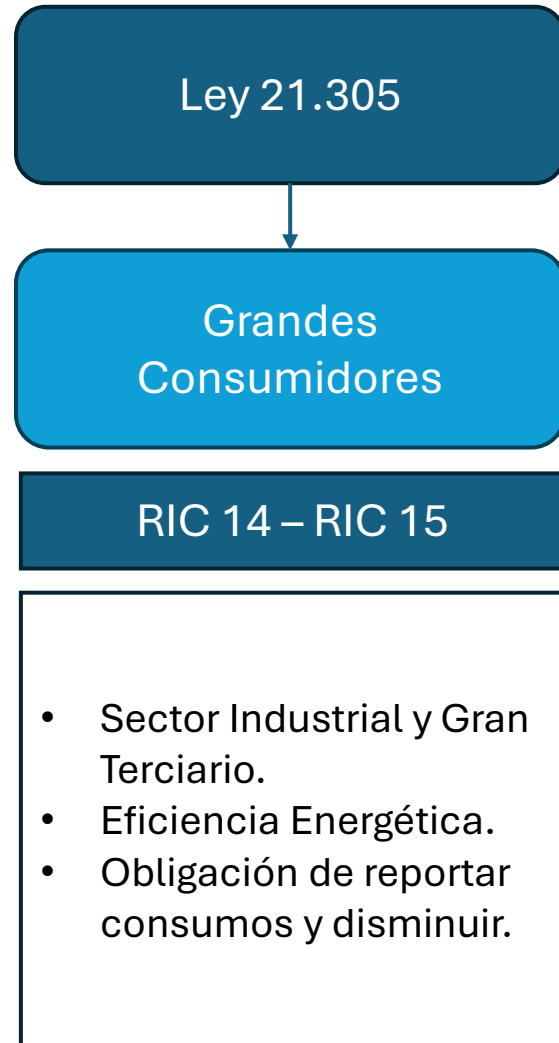 Ley 21.305
Grandes
Consumidores
RIC 14 – RIC 15
• Sector Industrial y Gran
Terciario.
• Eficiencia Energética.
• Obligación de reportar
consumos y disminuir.